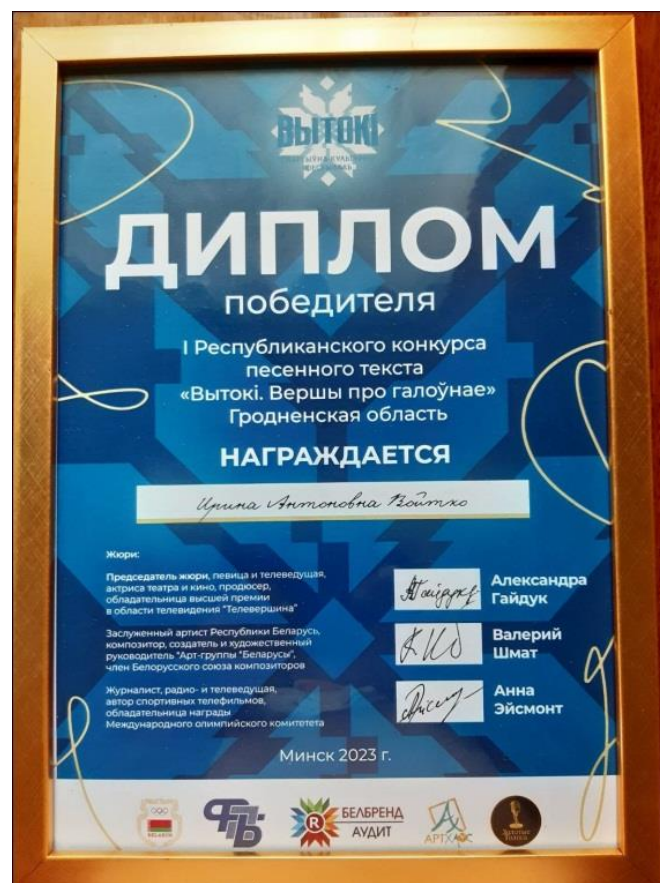 ВЫТОКІ
ДИПЛОМ
победителя
I Республиканского конкурса
песенного текста
«Вытокі. Вершы про галоўнае»
Гродненская область
НАГРАЖДАЕТСЯ
Ирина Антоновна Войтко
Жюри:
Председатель жюри, певица и телеведущая,
актриса театра и кино, продюсер,
обладательница высшей премии
в области телевидения "Телевершина"
Александра
Гайдук
Заслуженный артист Республики Беларусь,
композитор, создатель и художественный
руководитель "Арт-группы "Беларусы",
член Белорусского союза композиторов
Валерий
Шмат
Журналист, радио- и телеведущая,
автор спортивных телефильмов,
обладательница награды
Международного олимпийского комитета
Анна
Эйсмонт
Минск 2023 г.
BELARUS
ФПБ
R
БЕЛБРЕНД
АУДИТ
АРТХАОС